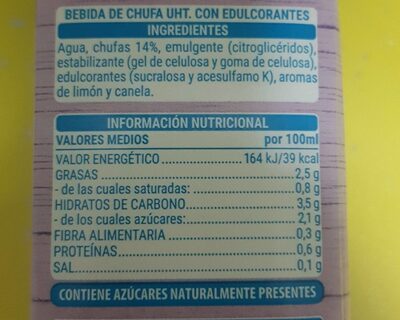 BEBIDA DE CHUFA UHT. CON EDULCORANTES
INGREDIENTES
Agua, chufas 14%, emulgente (citroglicéridos),
estabilizante (gel de celulosa y goma de celulosa),
edulcorantes (sucralosa y acesulfamo K), aromas
de limón y canela.
INFORMACIÓN NUTRICIONAL
VALORES MEDIOS por 100ml
VALOR ENERGÉTICO 164 kJ/39 kcal
GRASAS 2,5 g
- de las cuales saturadas: 0,8 g
HIDRATOS DE CARBONO 3,5 g
- de los cuales azúcares: 2,1 g
FIBRA ALIMENTARIA 0,3 g
PROTEÍNAS 0,6 g
SAL 0,1 g
CONTIENE AZÚCARES NATURALMENTE PRESENTES